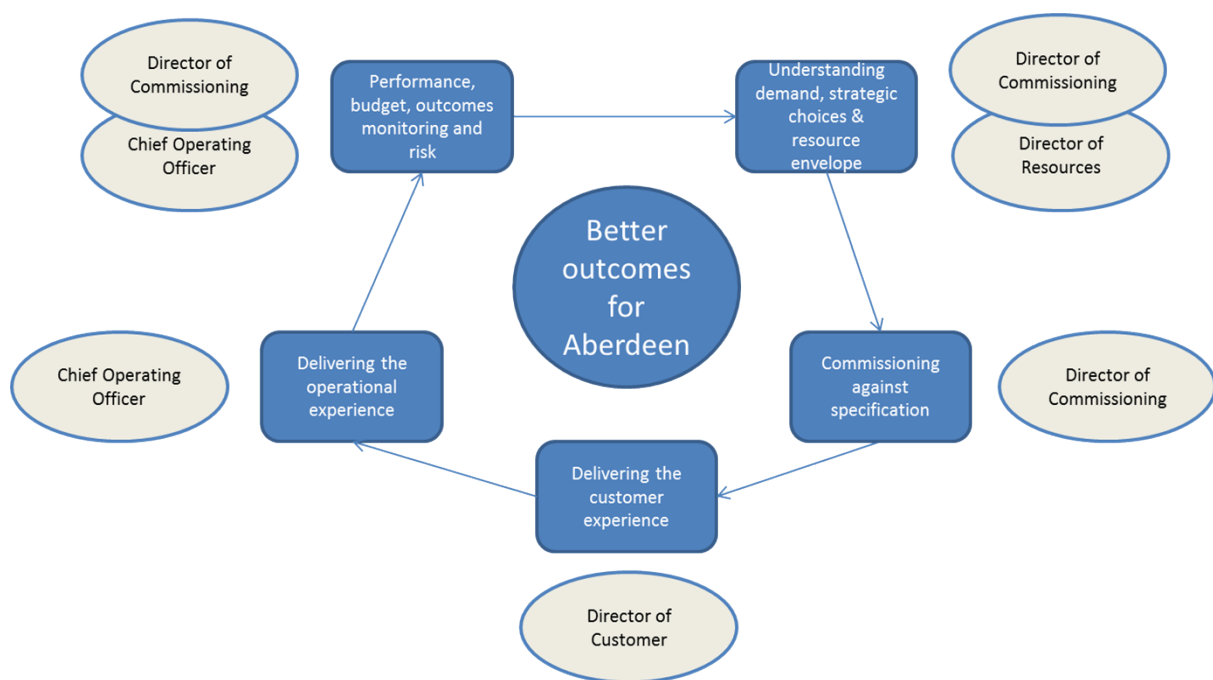 Director of
Commissioning
Chief Operating
Officer
Performance,
budget, outcomes
monitoring and
risk
Understanding
demand, strategic
choices &
resource
envelope
Director of
Commissioning
Director of
Resources
Better
outcomes
for
Aberdeen
Chief Operating
Officer
Delivering the
operational
experience
Commissioning
against
specification
Director of
Commissioning
Delivering the
customer
experience
Director of
Customer